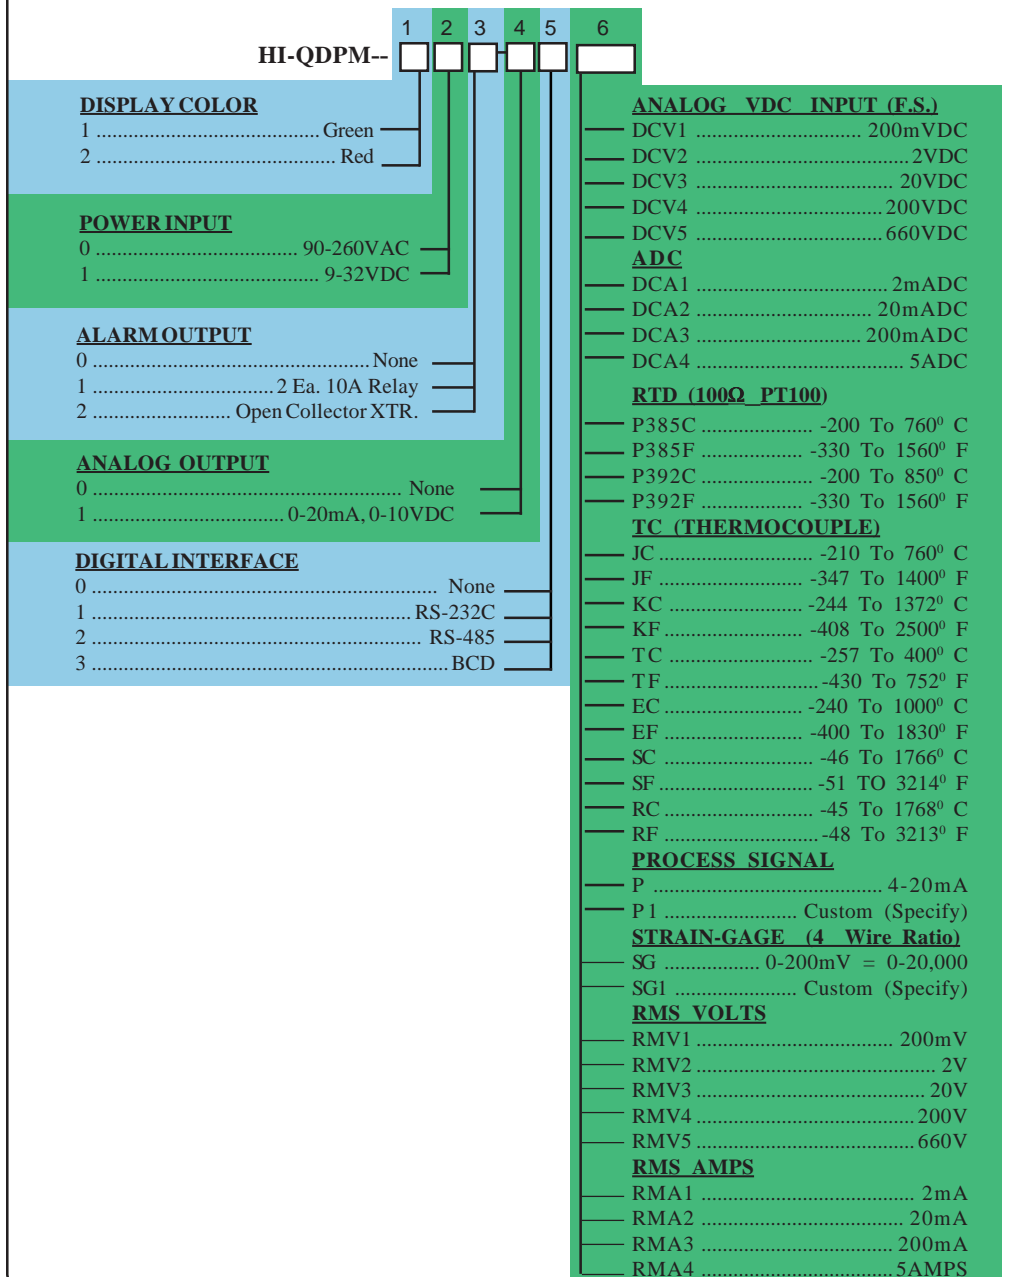 1 2 3 4 5 6
HI-QDPM--
DISPLAY COLOR
1 ........................................ Green
2 ........................................... Red
POWER INPUT
0 .................................... 90-260VAC
1 ........................................ 9-32VDC
ALARM OUTPUT
0 .................................................. None
1 ................................. 2 Ea. 10A Relay
2 ......................... Open Collector XTR.
ANALOG OUTPUT
0 ........................................................ None
1 ................................... 0-20mA, 0-10VDC
DIGITAL INTERFACE
0 ............................................................... None
1 .......................................................... RS-232C
2 ............................................................ RS-485
3 ................................................................. BCD
ANALOG VDC INPUT (F.S.)
DCV1 .............................. 200mVDC
DCV2 ....................................... 2VDC
DCV3 .................................... 20VDC
DCV4 .................................. 200VDC
DCV5 .................................. 660VDC
ADC
DCA1 ................................... 2mADC
DCA2 ................................ 20mADC
DCA3 .............................. 200mADC
DCA4 ...................................... 5ADC
RTD (100Ω PT100)
P385C .................... -200 To 760⁰ C
P385F ................... -330 To 1560⁰ F
P392C .................... -200 To 850⁰ C
P392F ................... -330 To 1560⁰ F
TC (THERMOCOUPLE)
JC ............................ -210 To 760⁰ C
JF ........................... -347 To 1400⁰ F
KC ......................... -244 To 1372⁰ C
KF ......................... -408 To 2500⁰ F
TC .......................... -257 To 400⁰ C
TF ............................ -430 To 752⁰ F
EC ......................... -240 To 1000⁰ C
EF ......................... -400 To 1830⁰ F
SC ........................... -46 To 1766⁰ C
SF ............................ -51 TO 3214⁰ F
RC ........................... -45 To 1768⁰ C
RF ............................ -48 To 3213⁰ F
PROCESS SIGNAL
P .......................................... 4-20mA
P1 ........................ Custom (Specify)
STRAIN-GAGE (4 Wire Ratio)
SG ................. 0-200mV = 0-20,000
SG1 ...................... Custom (Specify)
RMS VOLTS
RMV1 .................................... 200mV
RMV2 ............................................ 2V
RMV3 .......................................... 20V
RMV4 ........................................ 200V
RMV5 ........................................ 660V
RMS AMPS
RMA1 ....................................... 2mA
RMA2 ..................................... 20mA
RMA3 ................................... 200mA
RMA4 ................................... 5AMPS